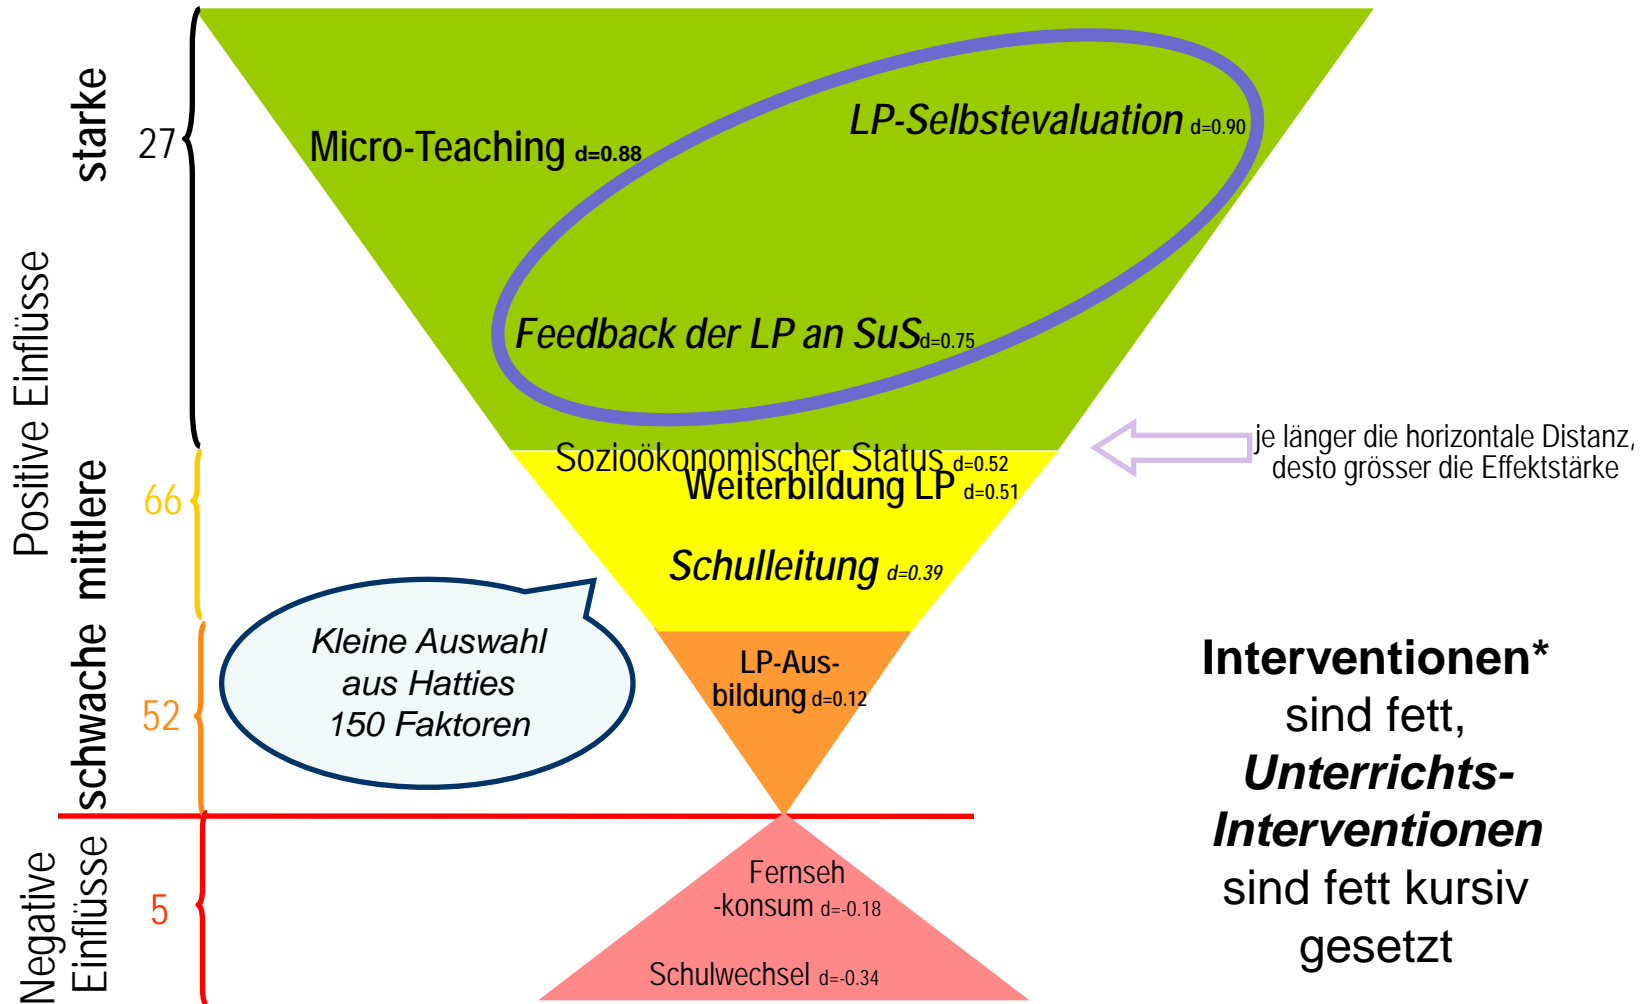 Positive Einflüsse
starke
27
Micro-Teaching d=0.88
LP-Selbstevaluation d=0.90
Feedback der LP an SuS d=0.75
mittlere
66
Sozioökonomischer Status d=0.52
Weiterbildung LP d=0.51
Schulleitung d=0.39
je länger die horizontale Distanz,
desto grösser die Effektstärke
schwache
52
Kleine Auswahl
aus Hatties
150 Faktoren
LP-Aus-
bildung d=0.12
Negative
Einflüsse
5
Fernseh
-konsum d=-0.18
Schulwechsel d=-0.34
Interventionen*
sind fett,
Unterrichts-
Interventionen
sind fett kursiv
gesetzt